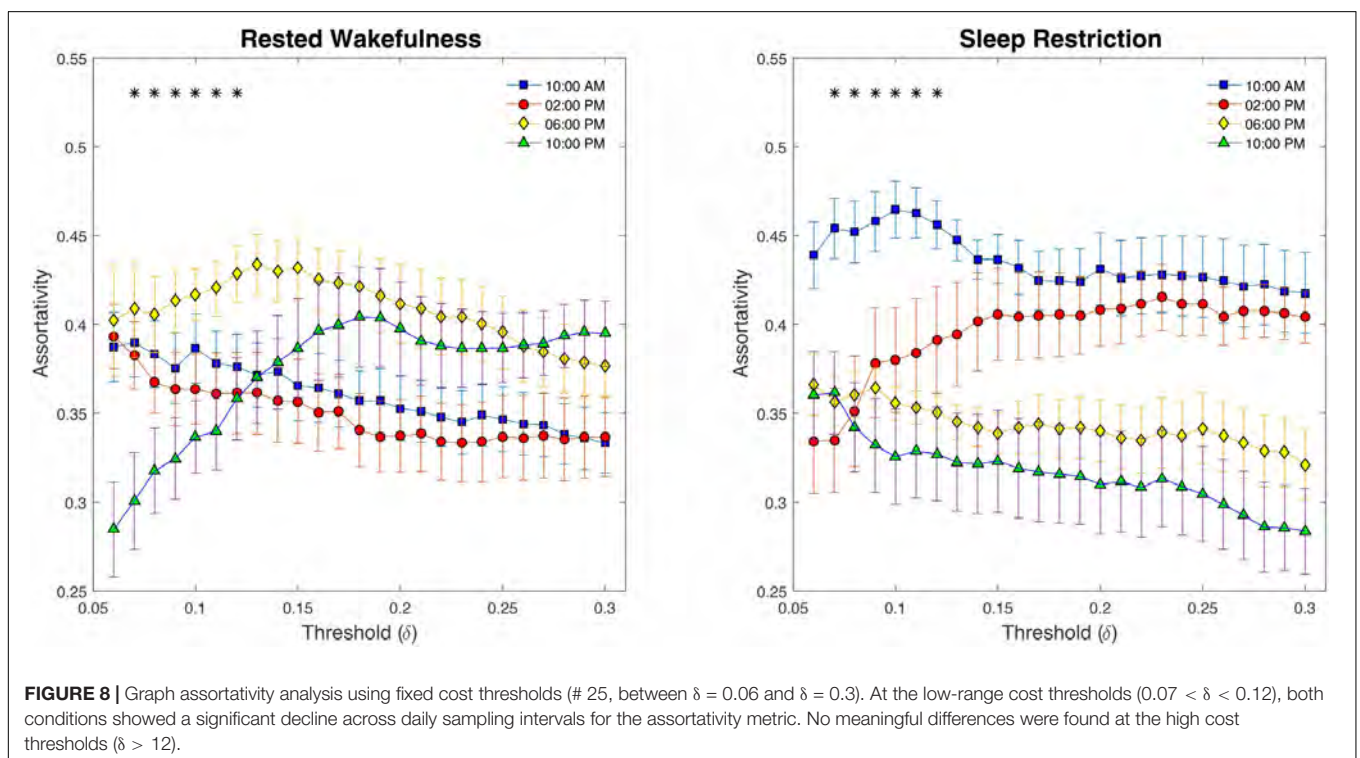 Rested Wakefulness
0.55
0.5
0.45
0.4
0.35
0.3
0.25
Assortativity
* * * * * *
10:00 AM
02:00 PM
06:00 PM
10:00 PM
0.05 0.1 0.15 0.2 0.25 0.3
Threshold (δ)
Sleep Restriction
0.55
0.5
0.45
0.4
0.35
0.3
0.25
Assortativity
* * * * * *
10:00 AM
02:00 PM
06:00 PM
10:00 PM
0.05 0.1 0.15 0.2 0.25 0.3
Threshold (δ)
FIGURE 8 | Graph assortativity analysis using fixed cost thresholds (# 25, between δ = 0.06 and δ = 0.3). At the low-range cost thresholds (0.07 < δ < 0.12), both
conditions showed a significant decline across daily sampling intervals for the assortativity metric. No meaningful differences were found at the high cost
thresholds (δ > 12).